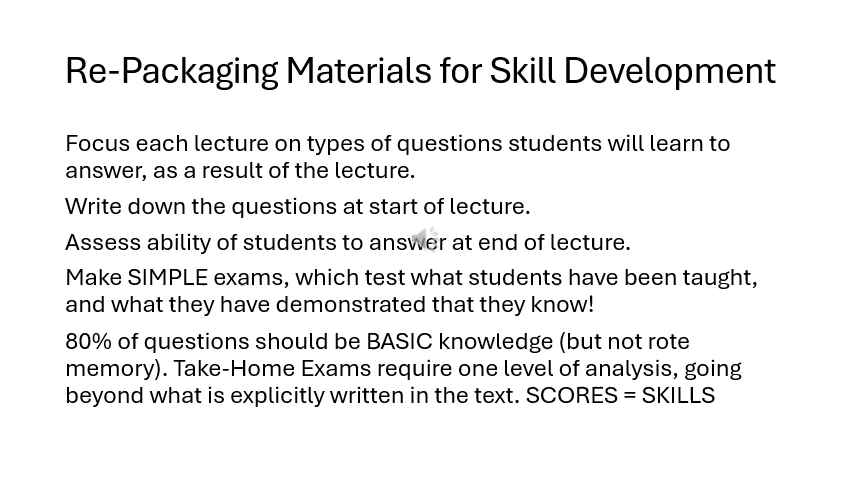 Re-Packaging Materials for Skill Development
Focus each lecture on types of questions students will learn to
answer, as a result of the lecture.
Write down the questions at start of lecture.
Assess ability of students to answer at end of lecture.
Make SIMPLE exams, which test what students have been taught,
and what they have demonstrated that they know!
80% of questions should be BASIC knowledge (but not rote
memory). Take-Home Exams require one level of analysis, going
beyond what is explicitly written in the text. SCORES = SKILLS